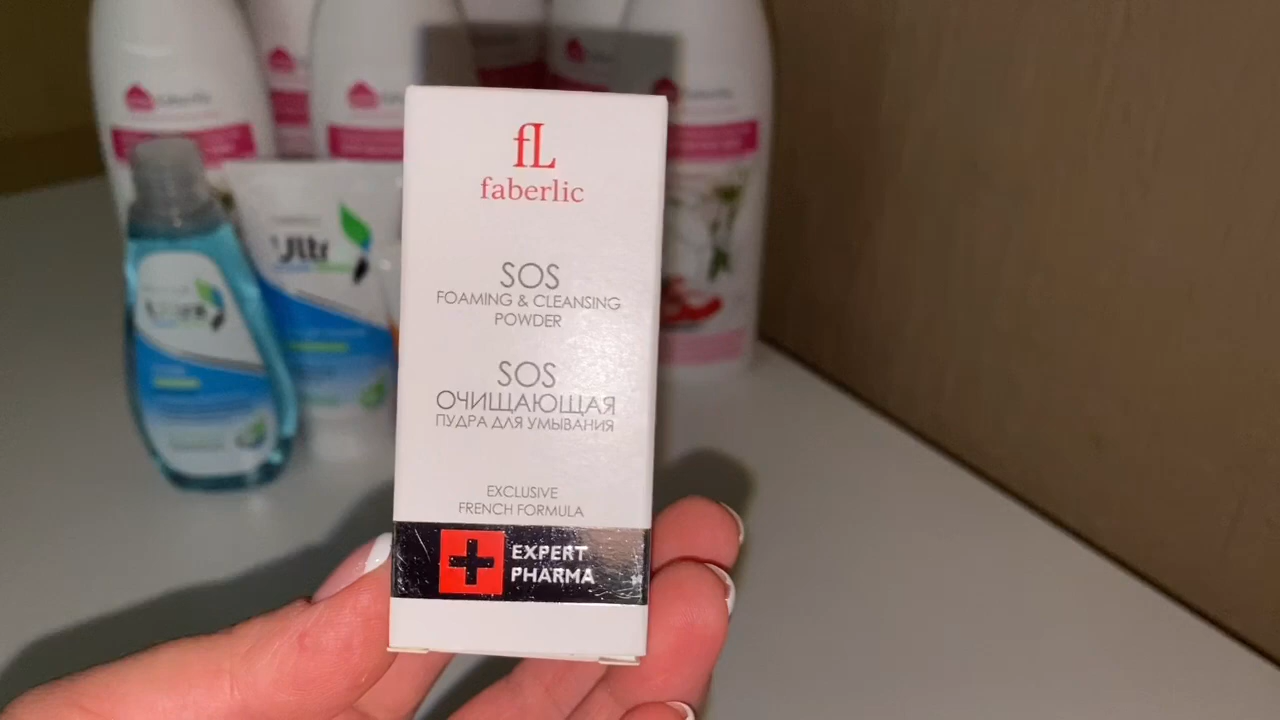 fL
faberlic
SOS
FOAMING & CLEANSING
POWDER
SOS
ОЧИЩАЮЩАЯ
ПУДРА ДЛЯ УМЫВАНИЯ
EXCLUSIVE
FRENCH FORMULA
EXPERT
PHARMA